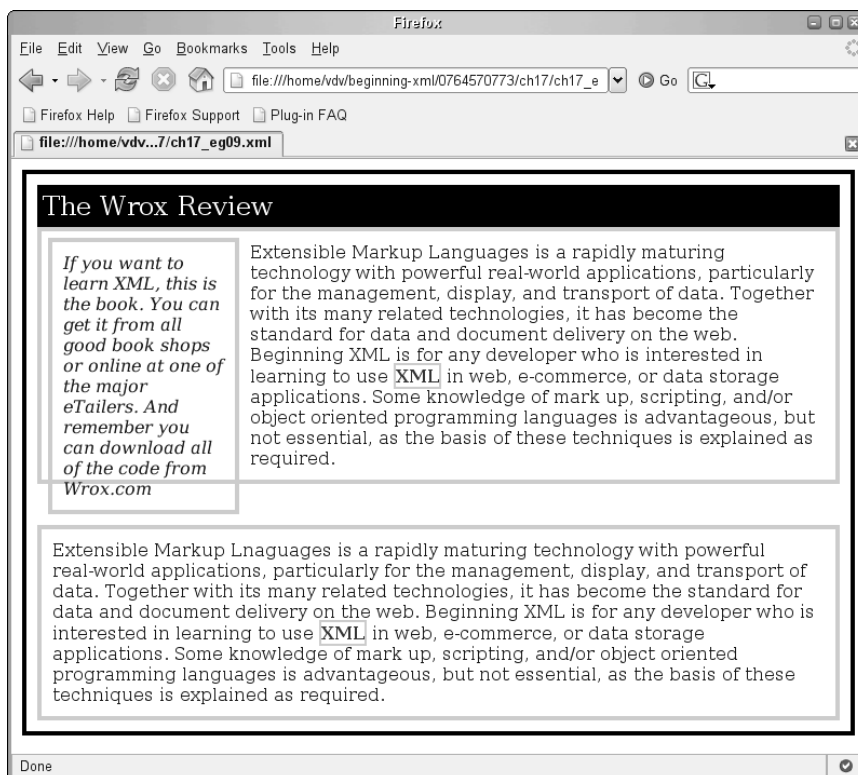 Firefox
File Edit View Go Bookmarks Tools Help
file:///home/vdv/beginning-xml/0764570773/ch17/ch17_e Go G
Firefox Help Firefox Support Plug-in FAQ
file:///home/vdv...7/ch17_eg09.xml
The Wrox Review
If you want to
learn XML, this is
the book. You can
get it from all
good book shops
or online at one of
the major
eTailers. And
remember you
can download all
of the code from
Wrox.com
Extensible Markup Languages is a rapidly maturing
technology with powerful real-world applications, particularly
for the management, display, and transport of data. Together
with its many related technologies, it has become the
standard for data and document delivery on the web.
Beginning XML is for any developer who is interested in
learning to use XML in web, e-commerce, or data storage
applications. Some knowledge of mark up, scripting, and/or
object oriented programming languages is advantageous, but
not essential, as the basis of these techniques is explained as
required.
Extensible Markup Lnaguages is a rapidly maturing technology with powerful
real-world applications, particularly for the management, display, and transport of
data. Together with its many related technologies, it has become the standard for
data and document delivery on the web. Beginning XML is for any developer who is
interested in learning to use XML in web, e-commerce, or data storage
applications. Some knowledge of mark up, scripting, and/or object oriented
programming languages is advantageous, but not essential, as the basis of these
techniques is explained as required.
Done